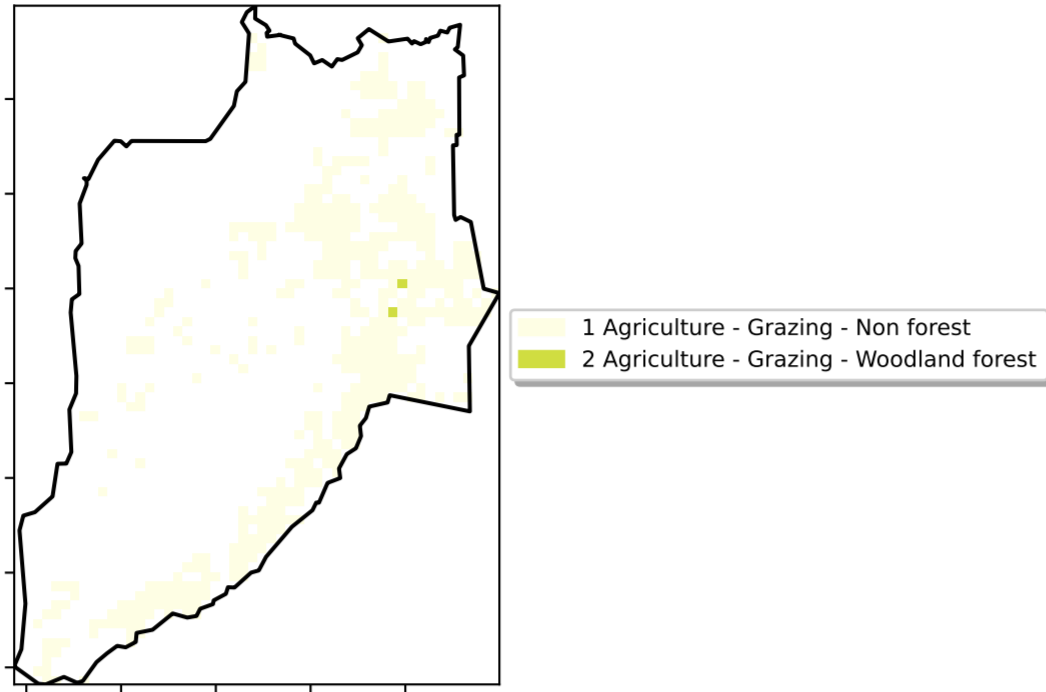 1 Agriculture - Grazing - Non forest
2 Agriculture - Grazing - Woodland forest